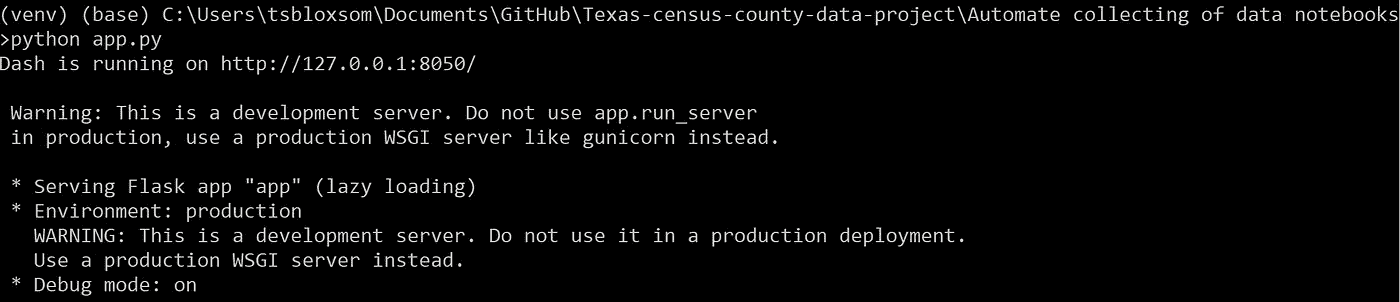 (venv) (base) C:\Users\tsbloxsom\Documents\GitHub\Texas-census-county-data-project\Automate collecting of data notebooks
>python app.py
Dash is running on http://127.0.0.1:8050/
Warning: This is a development server. Do not use app.run_server
in production, use a production WSGI server like gunicorn instead.
* Serving Flask app "app" (lazy loading)
* Environment: production
WARNING: This is a development server. Do not use it in a production deployment.
Use a production WSGI server instead.
* Debug mode: on